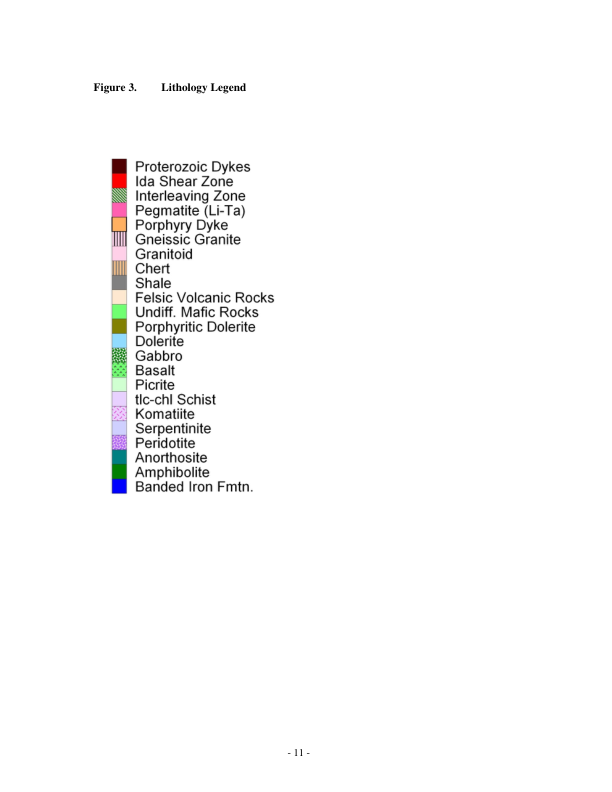 Figure 3. Lithology Legend
Proterozoic Dykes
Ida Shear Zone
Interleaving Zone
Pegmatite (Li-Ta)
Porphyry Dyke
Gneissic Granite
Granitoid
Chert
Shale
Felsic Volcanic Rocks
Undiff. Mafic Rocks
Porphyritic Dolerite
Dolerite
Gabbro
Basalt
Picrite
tlc-chl Schist
Komatiite
Serpentinite
Peridotite
Anorthosite
Amphibolite
Banded Iron Fmtn.
- 11 -